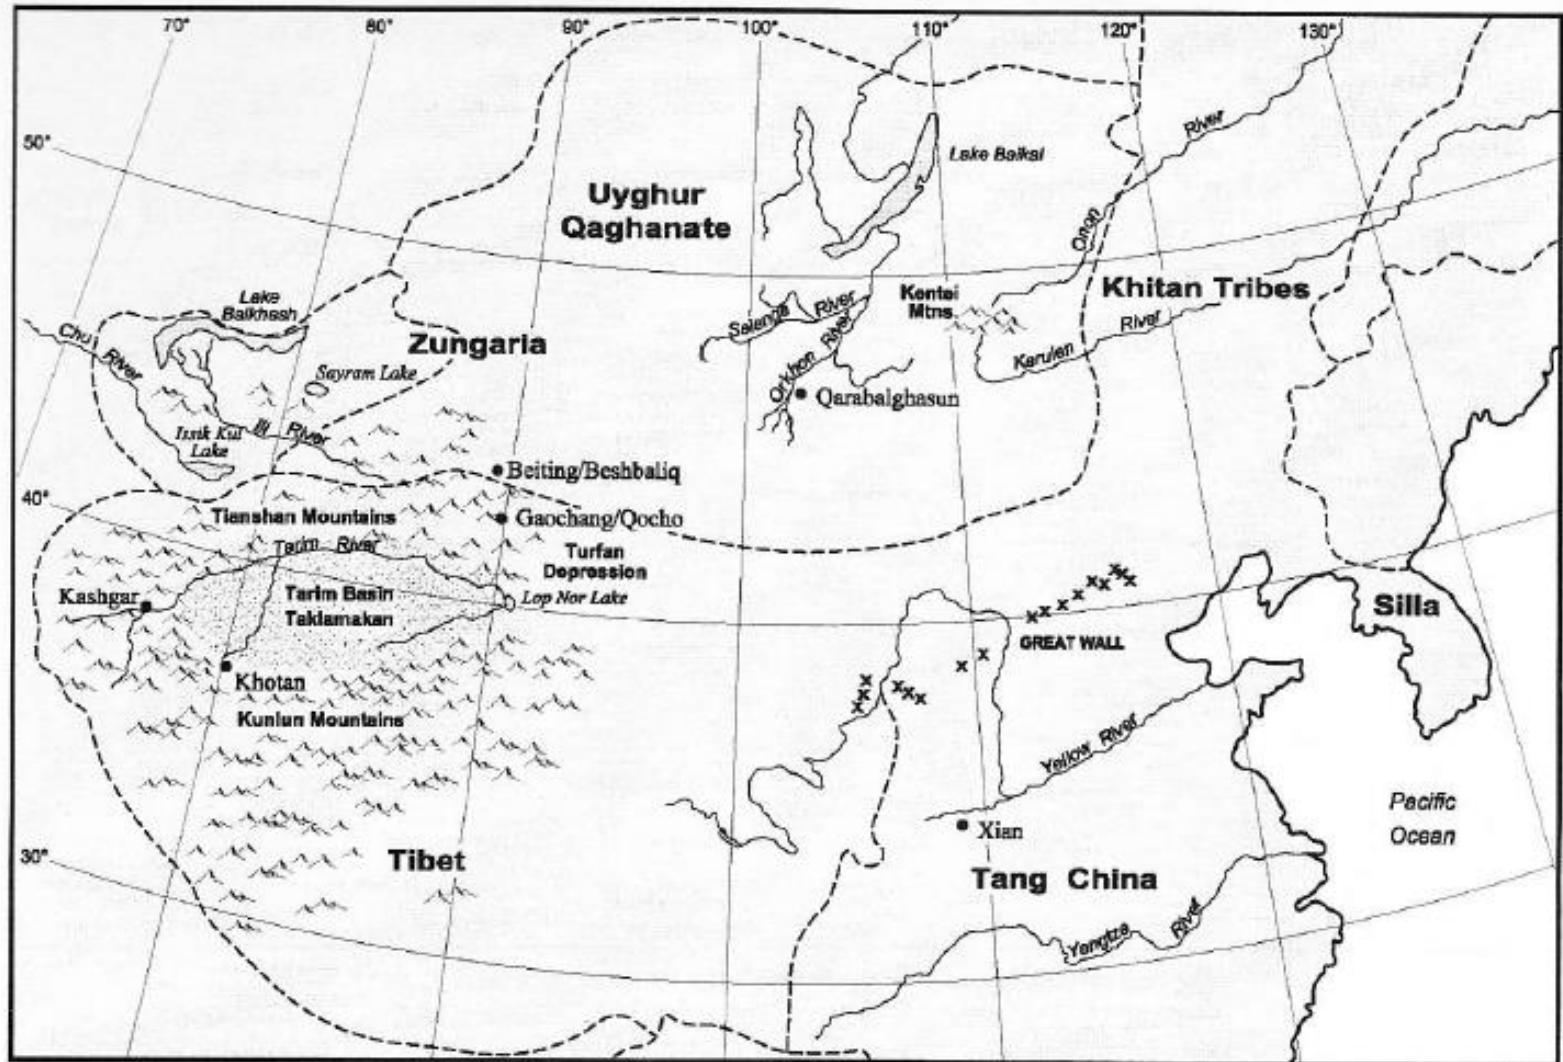 70°
80°
90°
100°
110°
120°
130°
50°
40°
30°
Uyghur
Qaghanate
Lake Baikal
River
Onon
Khitan Tribes
Kentei
Mtns
River
Kerulen
Selenga River
Orkhon River
Qarabalghasun
Lake
Balkhash
Zungaria
Chu River
Sayram Lake
Issik Kul
Lake
Ili River
Beiting/Beshbaliq
Gaochang/Qocho
Tianshan Mountains
Tarim River
Turfan
Depression
Kashgar
Tarim Basin
Taklamakan
Lop Nor Lake
Khotan
Kunlun Mountains
GREAT WALL
Silla
Yellow River
Xian
Pacific
Ocean
Tibet
Tang China
Yangtze River